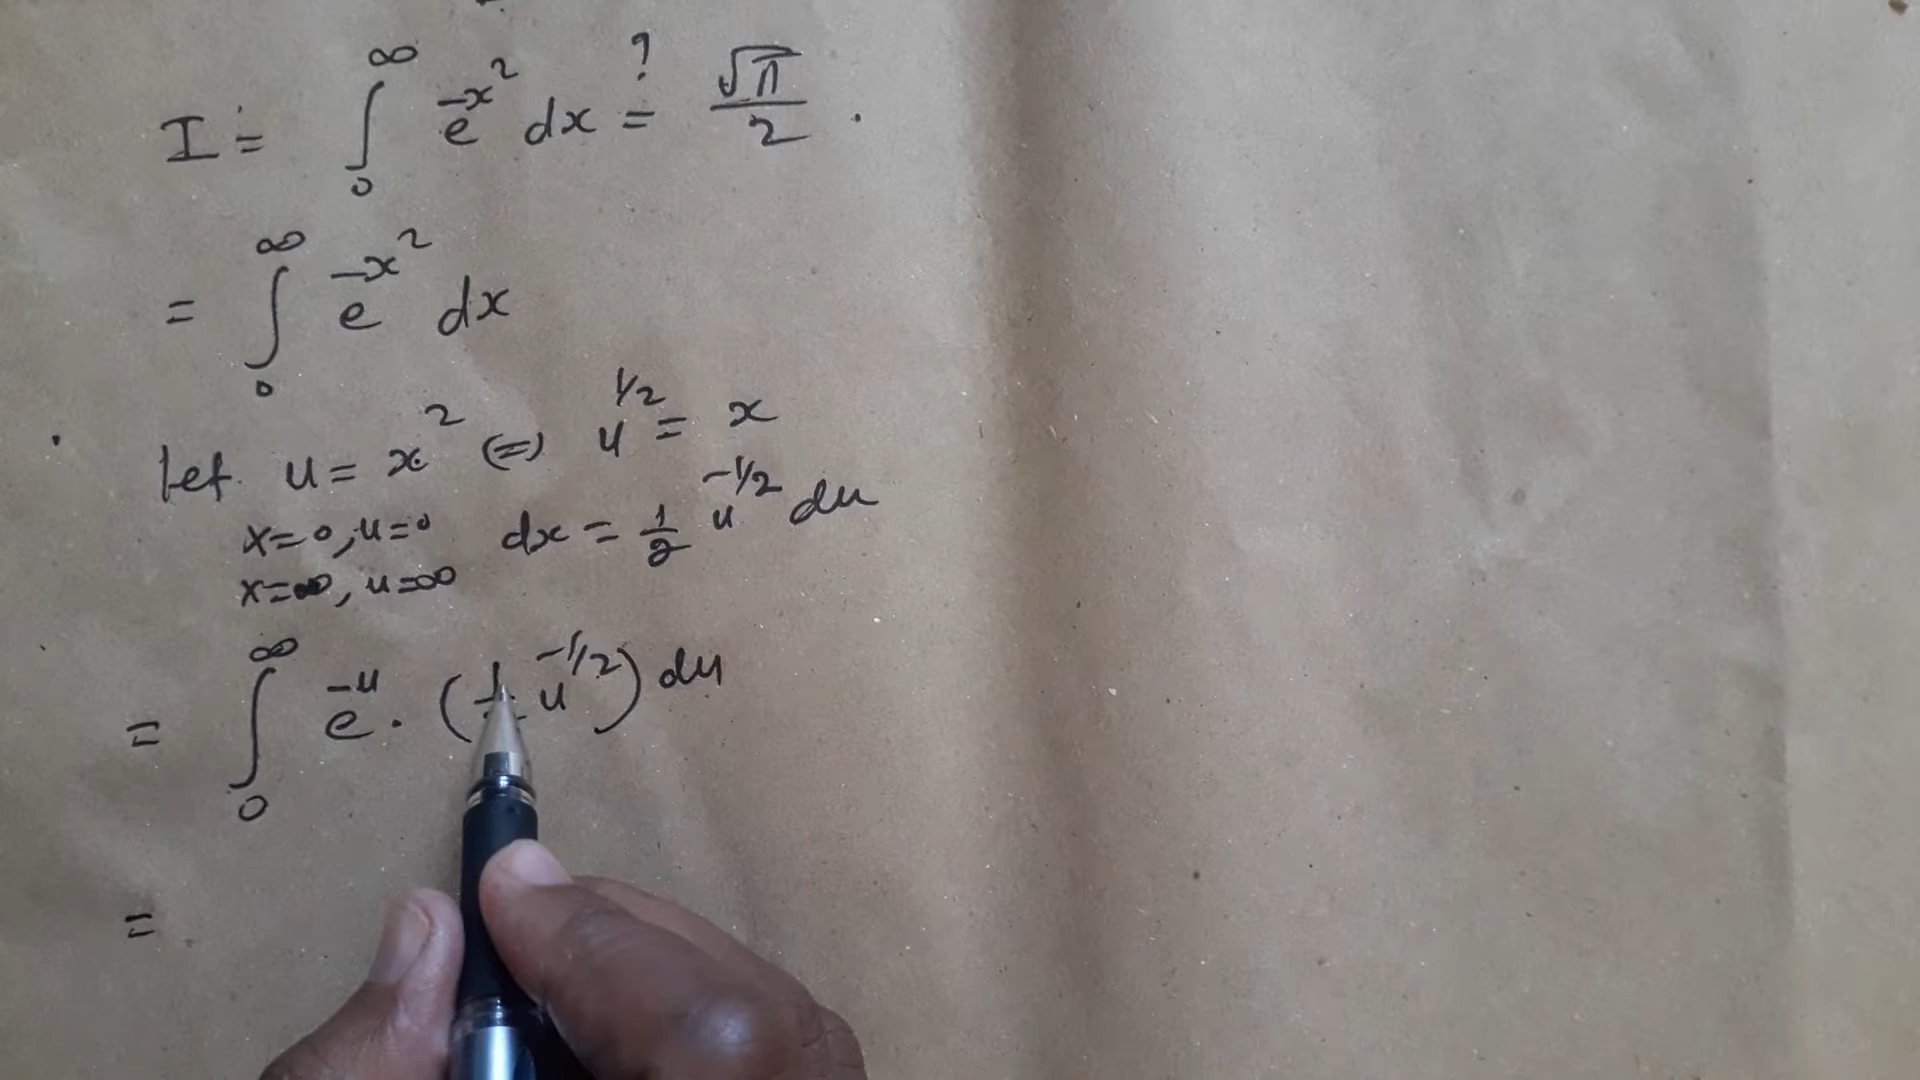 I := ∫₀^∞ e^{-x²} dx =? √π/2 .
= ∫₀^∞ e^{-x²} dx
let u = x² (=) u^{1/2} = x
x=0, u=0 dx = 1/2 u^{-1/2} du
x=∞, u=∞
= ∫₀^∞ e^{-u} · (1/2 u^{-1/2}) du
=